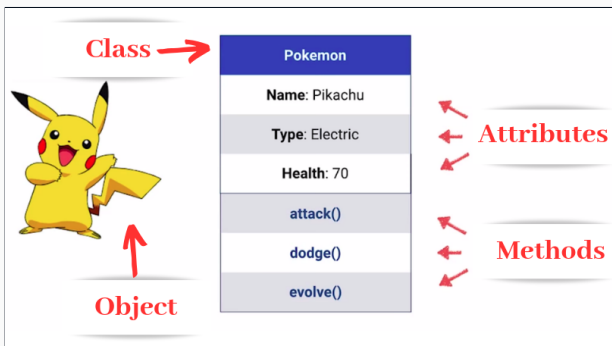 Class
Pokemon
Name: Pikachu
Type: Electric
Health: 70
Attributes
attack()
dodge()
evolve()
Methods
Object